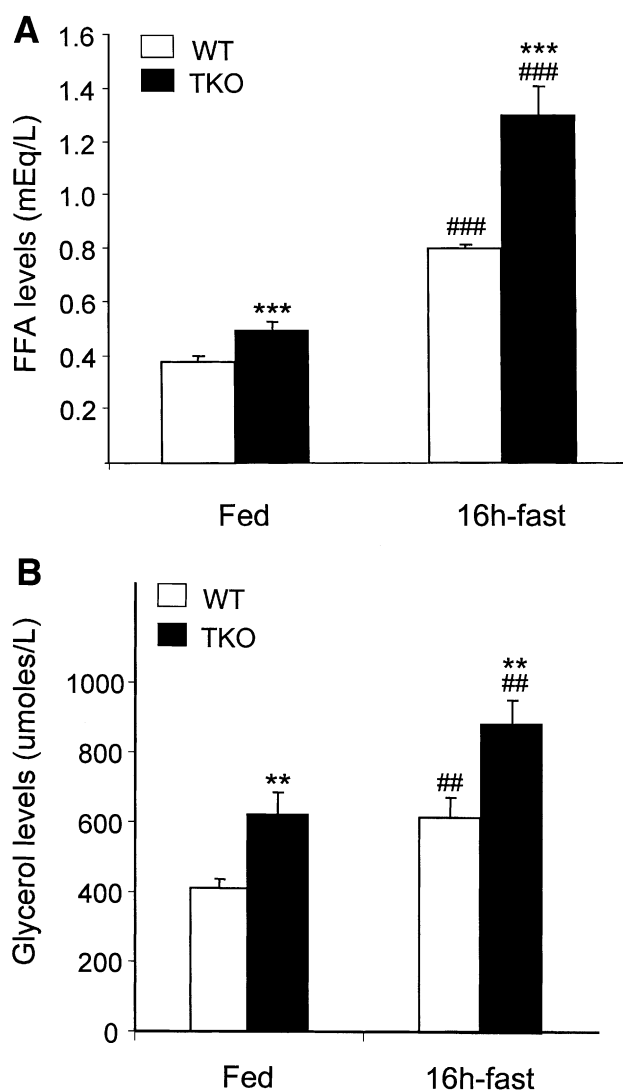 A
1.6
1.4
1.2
1.0
0.8
0.6
0.4
0.2
FFA levels (mEq/L)
WT
TKO
***
###
###
***
Fed
16h-fast
B
WT
TKO
1000
800
600
400
200
0
Glycerol levels (umoles/L)
**
##
##
**
Fed
16h-fast